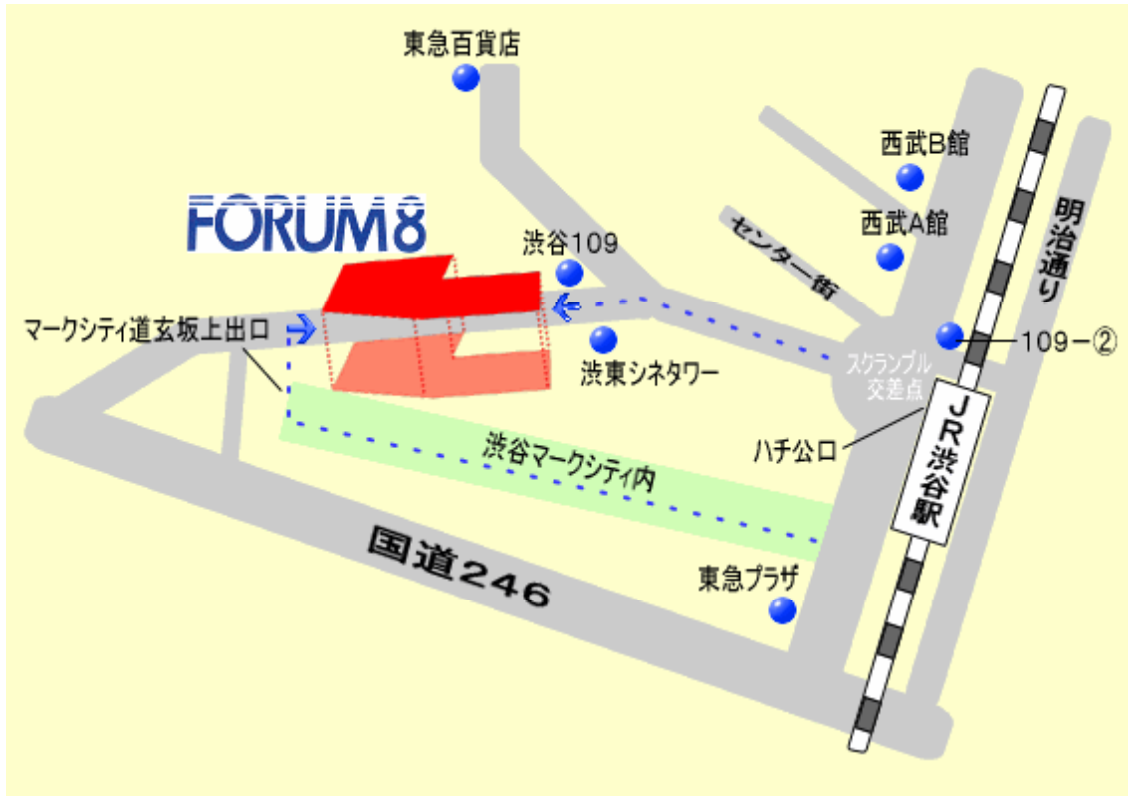 東急百貨店
西武B館
明治通り
FORUM8
西武A館
センター街
渋谷109
マークシティ道玄坂上出口
109-②
渋東シネタワー
スクランブル
交差点
JR渋谷駅
ハチ公口
渋谷マークシティ内
国道246
東急プラザ